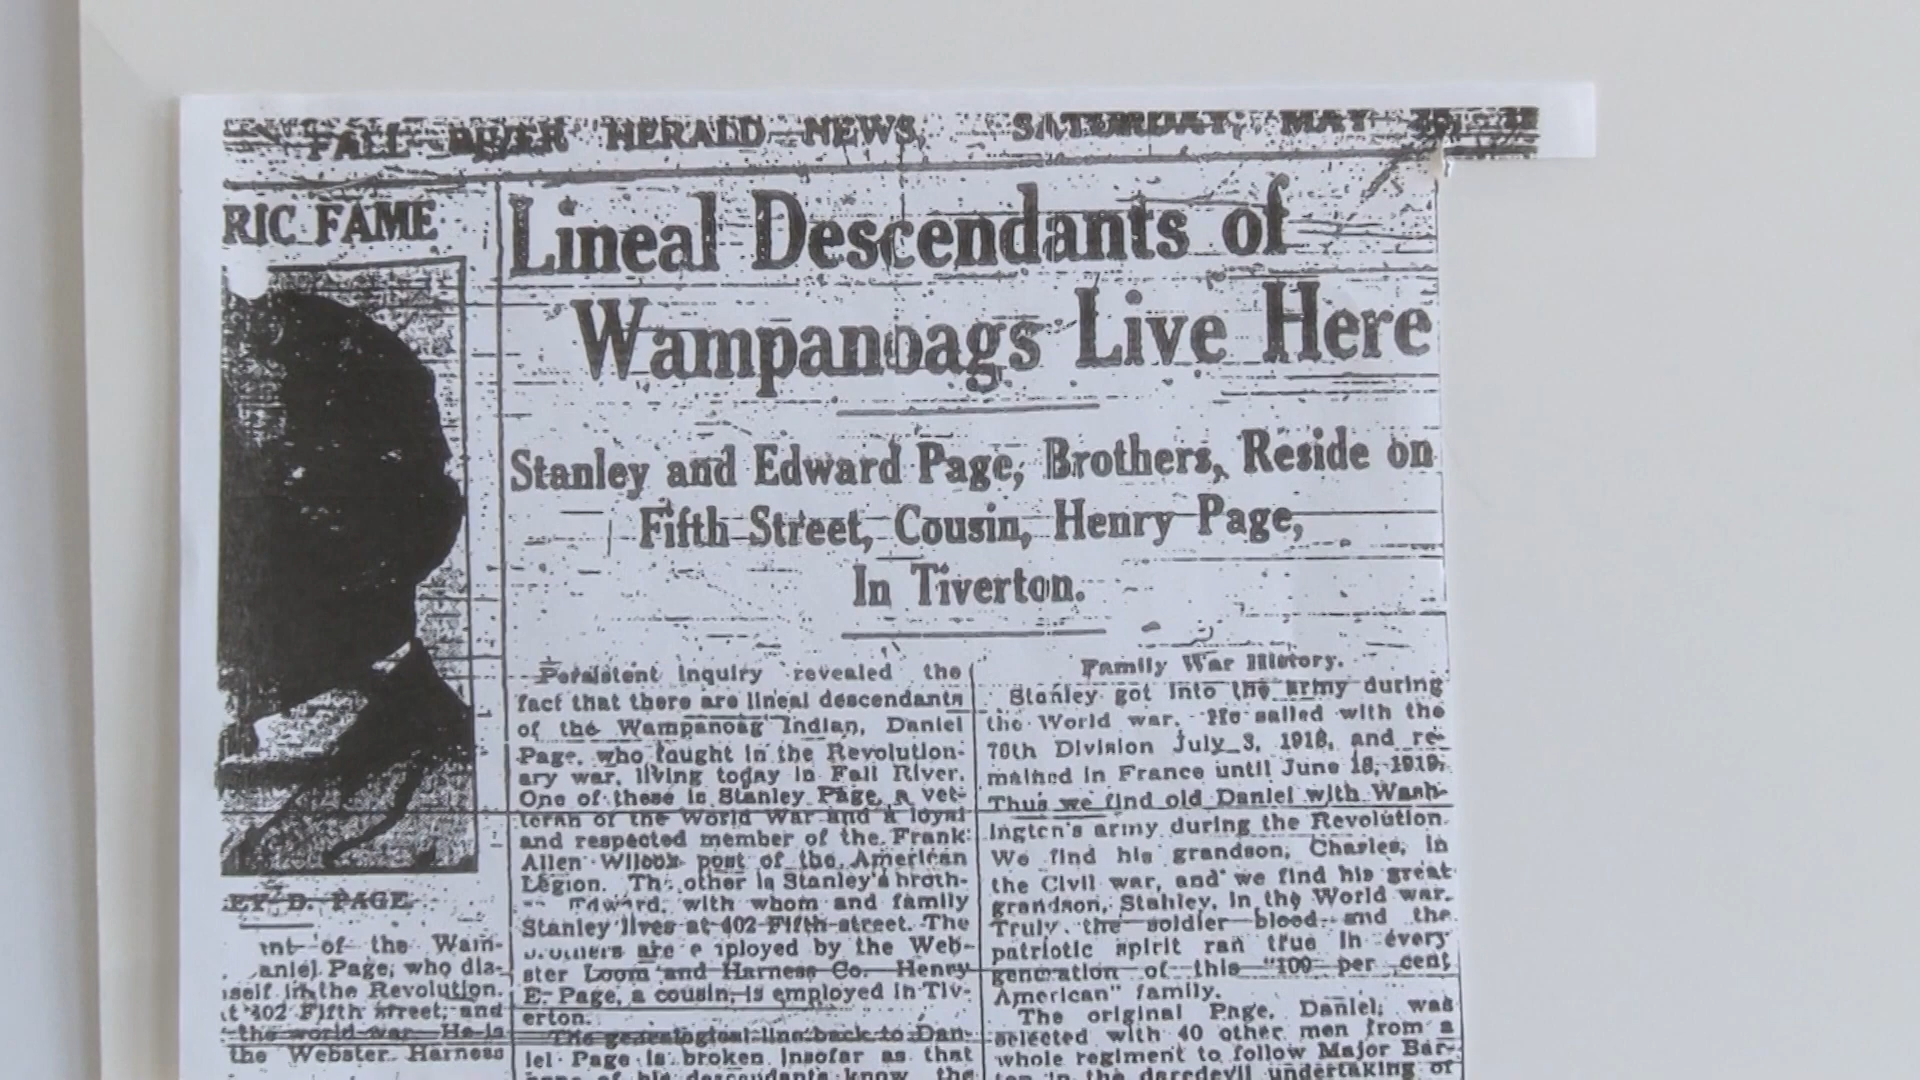 FALL RIVER HERALD NEWS, SATURDAY, MAY
RIC FAME
EY D. PAGE
of the Wam-
aniel Page, who dis-
self in the Revolution.
at 402 Fifth street, and
the world war. He is
the Webster Harness
Lineal Descendants of
Wampanoags Live Here
Stanley and Edward Page, Brothers, Reside on
Fifth Street, Cousin, Henry Page,
In Tiverton.
Persistent inquiry revealed the
fact that there are lineal descendants
of the Wampanoag Indian, Daniel
Page, who fought in the Revolution-
ary war, living today in Fall River.
One of these is Stanley Page, a vet-
teran of the World War and a loyal
and respected member of the Frank
Allen Wilcox post of the American
Legion. The other is Stanley's broth-
Edward, with whom and family
Stanley lives at 402 Fifth street. The
brothers are employed by the Web-
ster Loom and Harness Co. Henry
E. Page, a cousin, is employed in Tiv-
erton.
The genealogical line back to Dan-
iel Page is broken insofar as that
none of his descendants know the
Family War History.
Stanley got into the army during
the World war. He sailed with the
76th Division July 3, 1918, and re-
mained in France until June 18, 1919.
Thus we find old Daniel with Wash-
ington's army during the Revolution.
We find his grandson, Charles, in
the Civil war, and we find his great
grandson, Stanley, in the World war.
Truly the soldier blood and the
patriotic spirit ran true in every
generation of this "100 per cent
American" family.
The original Page, Daniel, was
selected with 40 other men from a
whole regiment to follow Major Bar-
ton in the daredevil undertaking of